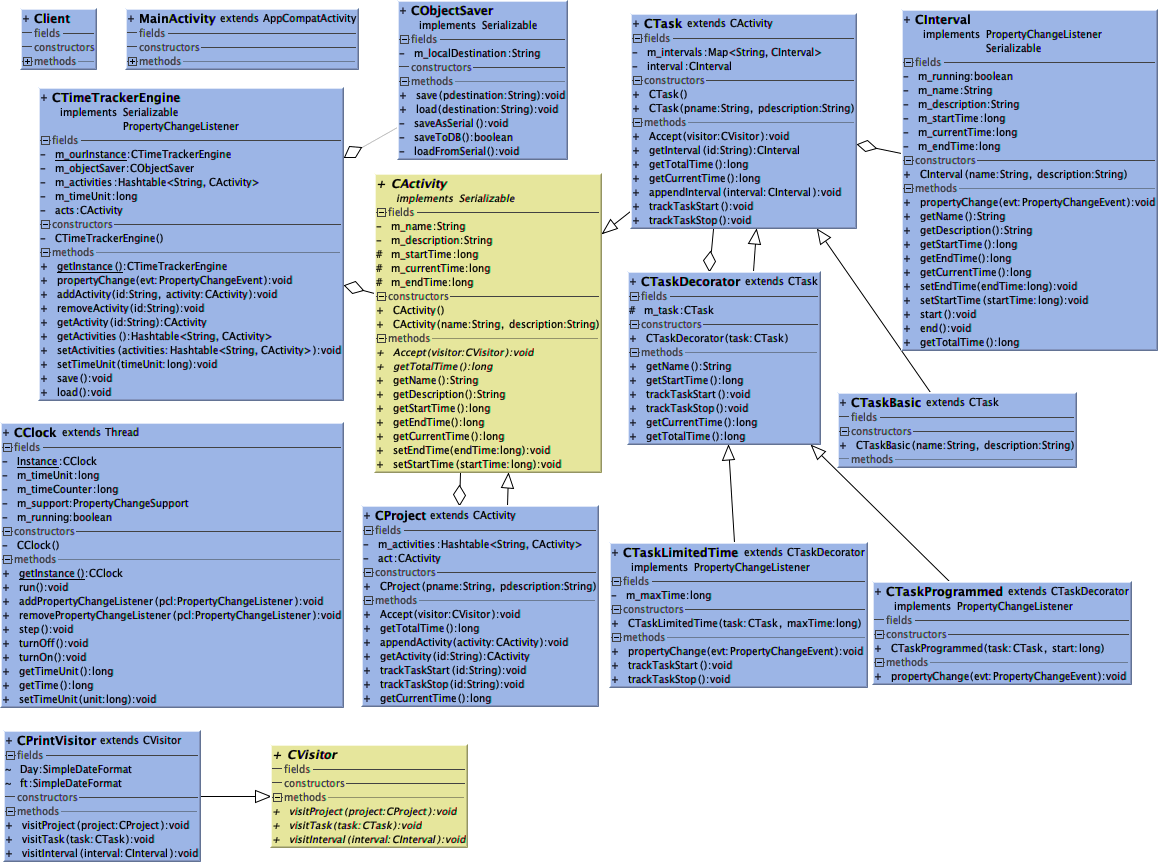 + Client
fields
constructors
methods
+ MainActivity extends AppCompatActivity
fields
constructors
methods
+ CObjectSaver
implements Serializable
fields
- m_localDestination:String
constructors
methods
+ save(pdestination:String):void
+ load(destination:String):void
- saveAsSerial():void
- saveToDB():boolean
- loadFromSerial():void
+ CTask extends CActivity
fields
- m_intervals:Map<String, CInterval>
- interval:CInterval
constructors
+ CTask()
+ CTask(pname:String, pdescription:String)
methods
+ Accept(visitor:CVisitor):void
+ getInterval(id:String):CInterval
+ getTotalTime():long
+ getCurrentTime():long
+ appendInterval(interval:CInterval):void
+ trackTaskStart():void
+ trackTaskStop():void
+ CInterval
implements PropertyChangeListener
Serializable
fields
- m_running:boolean
- m_name:String
- m_description:String
- m_startTime:long
- m_currentTime:long
- m_endTime:long
constructors
+ CInterval(name:String, description:String)
methods
+ propertyChange(evt:PropertyChangeEvent):void
+ getName():String
+ getDescription():String
+ getStartTime():long
+ getEndTime():long
+ getCurrentTime():long
+ setEndTime(endTime:long):void
+ setStartTime(startTime:long):void
+ start():void
+ end():void
+ getTotalTime():long
+ CTimeTrackerEngine
implements Serializable
PropertyChangeListener
fields
- m_ourInstance:CTimeTrackerEngine
- m_objectSaver:CObjectSaver
- m_activities:Hashtable<String, CActivity>
- m_timeUnit:long
- acts:CActivity
constructors
- CTimeTrackerEngine()
methods
+ getInstance():CTimeTrackerEngine
+ propertyChange(evt:PropertyChangeEvent):void
+ addActivity(id:String, activity:CActivity):void
+ removeActivity(id:String):void
+ getActivity(id:String):CActivity
+ getActivities():Hashtable<String, CActivity>
+ setActivities(activities:Hashtable<String, CActivity>):void
+ setTimeUnit(timeUnit:long):void
+ save():void
+ load():void
+ CActivity
implements Serializable
fields
- m_name:String
- m_description:String
# m_startTime:long
# m_currentTime:long
# m_endTime:long
constructors
+ CActivity()
+ CActivity(name:String, description:String)
methods
+ Accept(visitor:CVisitor):void
+ getTotalTime():long
+ getName():String
+ getDescription():String
+ getStartTime():long
+ getEndTime():long
+ getCurrentTime():long
+ setEndTime(endTime:long):void
+ setStartTime(startTime:long):void
+ CTaskDecorator extends CTask
fields
# m_task:CTask
constructors
+ CTaskDecorator(task:CTask)
methods
+ getName():String
+ getStartTime():long
+ trackTaskStart():void
+ trackTaskStop():void
+ getCurrentTime():long
+ getTotalTime():long
+ CTaskBasic extends CTask
fields
constructors
+ CTaskBasic(name:String, description:String)
methods
+ CClock extends Thread
fields
- Instance:CClock
- m_timeUnit:long
- m_timeCounter:long
- m_support:PropertyChangeSupport
- m_running:boolean
constructors
- CClock()
methods
+ getInstance():CClock
+ run():void
+ addPropertyChangeListener(pcl:PropertyChangeListener):void
+ removePropertyChangeListener(pcl:PropertyChangeListener):void
+ step():void
+ turnOff():void
+ turnOn():void
+ getTimeUnit():long
+ getTime():long
+ setTimeUnit(unit:long):void
+ CProject extends CActivity
fields
- m_activities:Hashtable<String, CActivity>
- act:CActivity
constructors
+ CProject(pname:String, pdescription:String)
methods
+ Accept(visitor:CVisitor):void
+ getTotalTime():long
+ appendActivity(activity:CActivity):void
+ getActivity(id:String):CActivity
+ trackTaskStart(id:String):void
+ trackTaskStop(id:String):void
+ getCurrentTime():long
+ CTaskLimitedTime extends CTaskDecorator
implements PropertyChangeListener
fields
- m_maxTime:long
constructors
+ CTaskLimitedTime(task:CTask, maxTime:long)
methods
+ propertyChange(evt:PropertyChangeEvent):void
+ trackTaskStart():void
+ trackTaskStop():void
+ CTaskProgrammed extends CTaskDecorator
implements PropertyChangeListener
fields
constructors
+ CTaskProgrammed(task:CTask, start:long)
methods
+ propertyChange(evt:PropertyChangeEvent):void
+ CPrintVisitor extends CVisitor
fields
~ Day:SimpleDateFormat
~ ft:SimpleDateFormat
constructors
methods
+ visitProject(project:CProject):void
+ visitTask(task:CTask):void
+ visitInterval(interval:CInterval):void
+ CVisitor
fields
constructors
methods
+ visitProject(project:CProject):void
+ visitTask(task:CTask):void
+ visitInterval(interval:CInterval):void